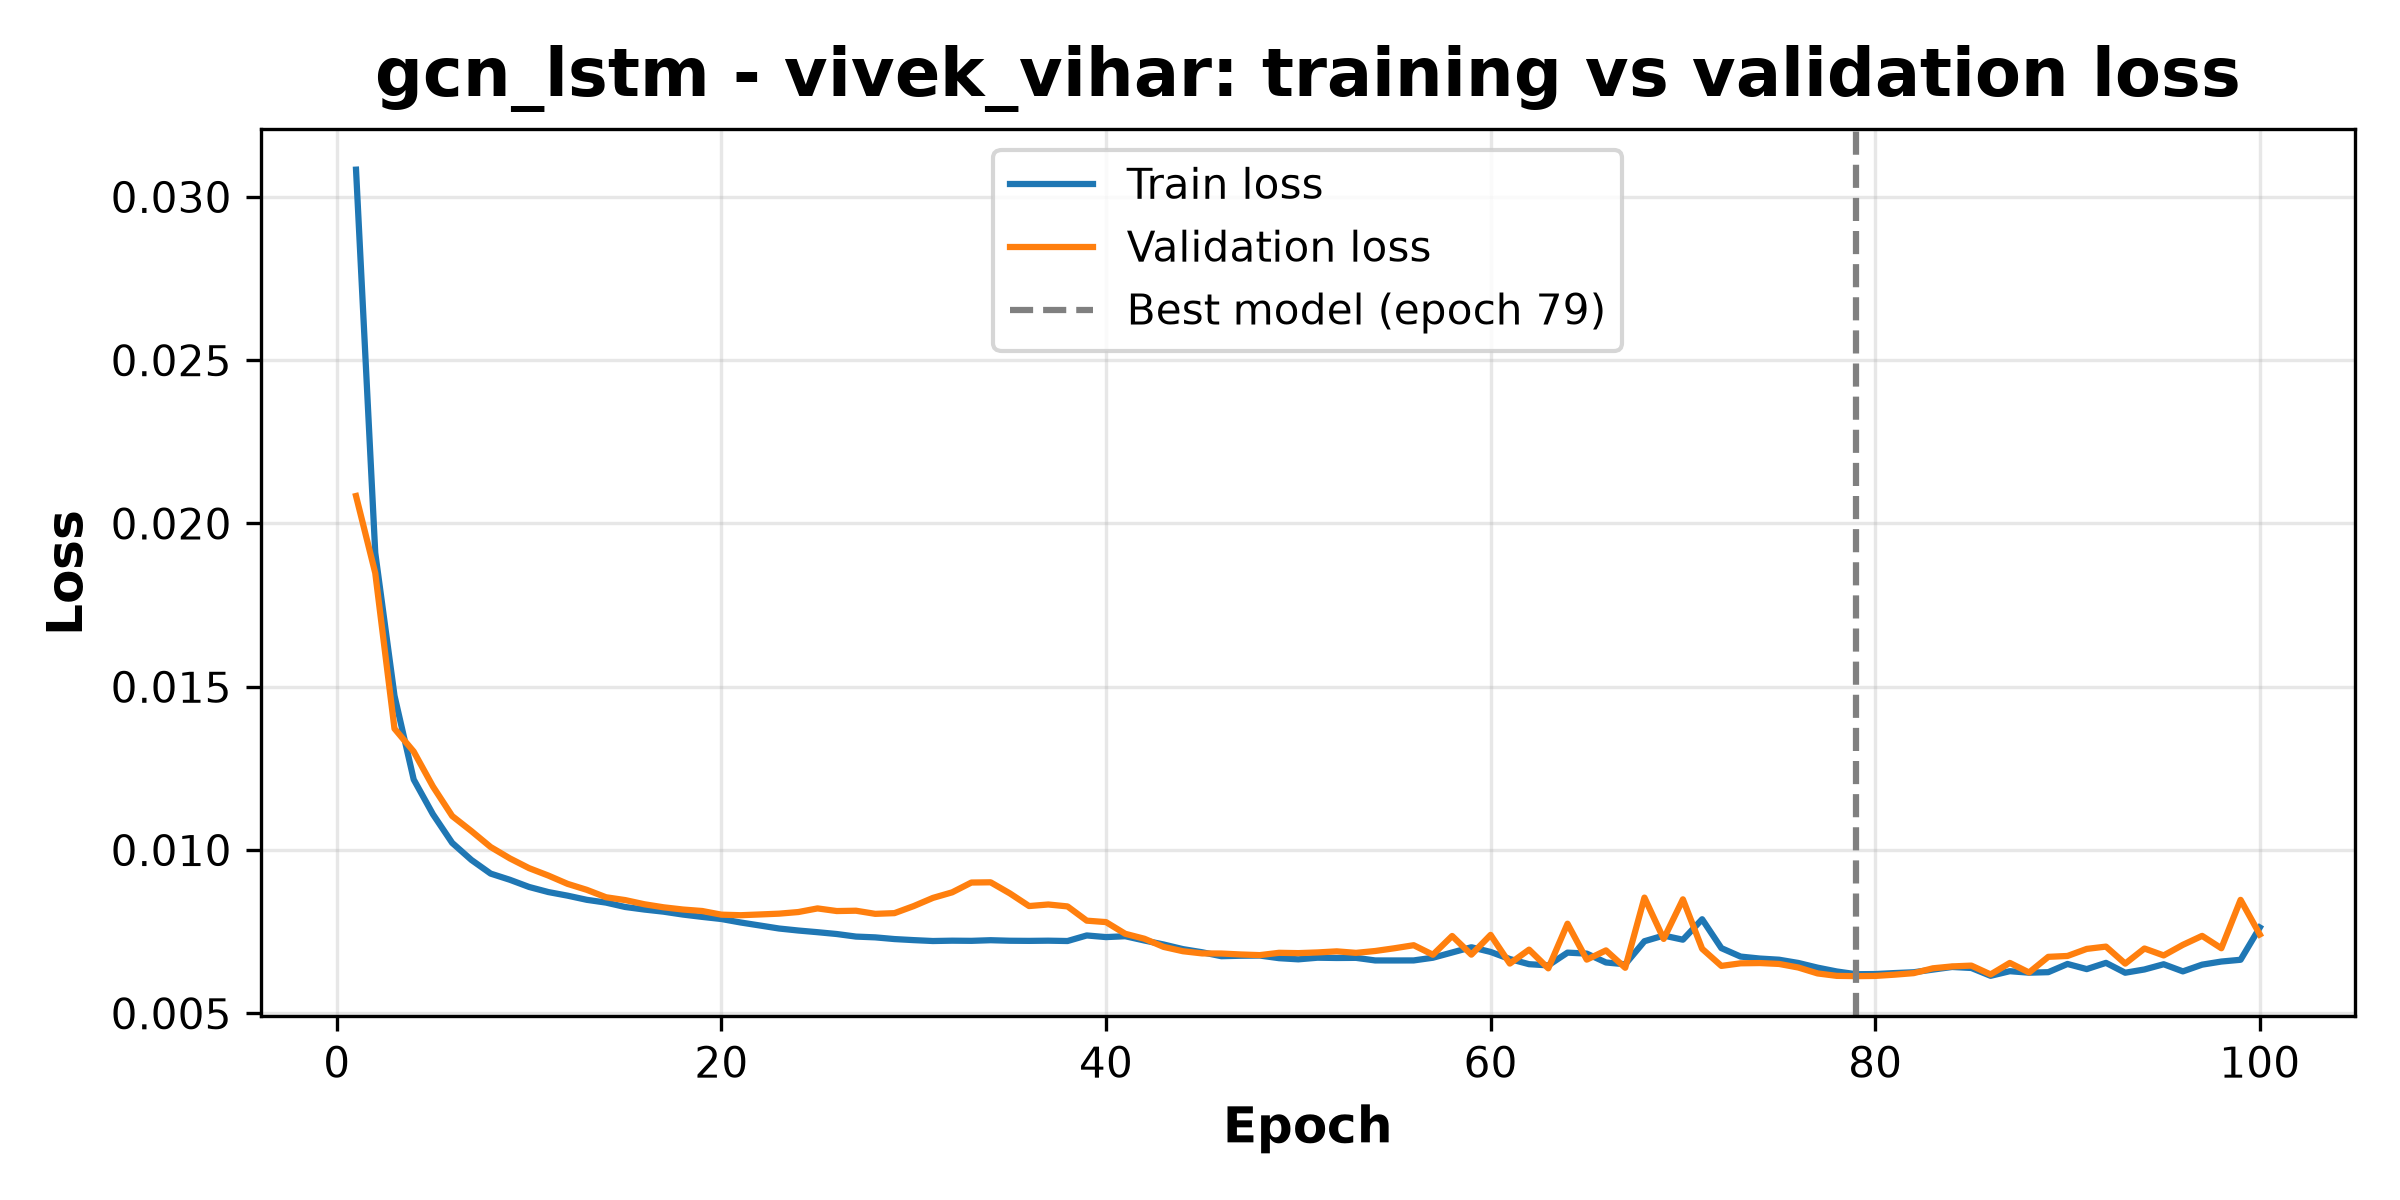 gcn_lstm - vivek_vihar: training vs validation loss
Train loss
Validation loss
Best model (epoch 79)
Loss
0.030
0.025
0.020
0.015
0.010
0.005
0 20 40 60 80 100
Epoch